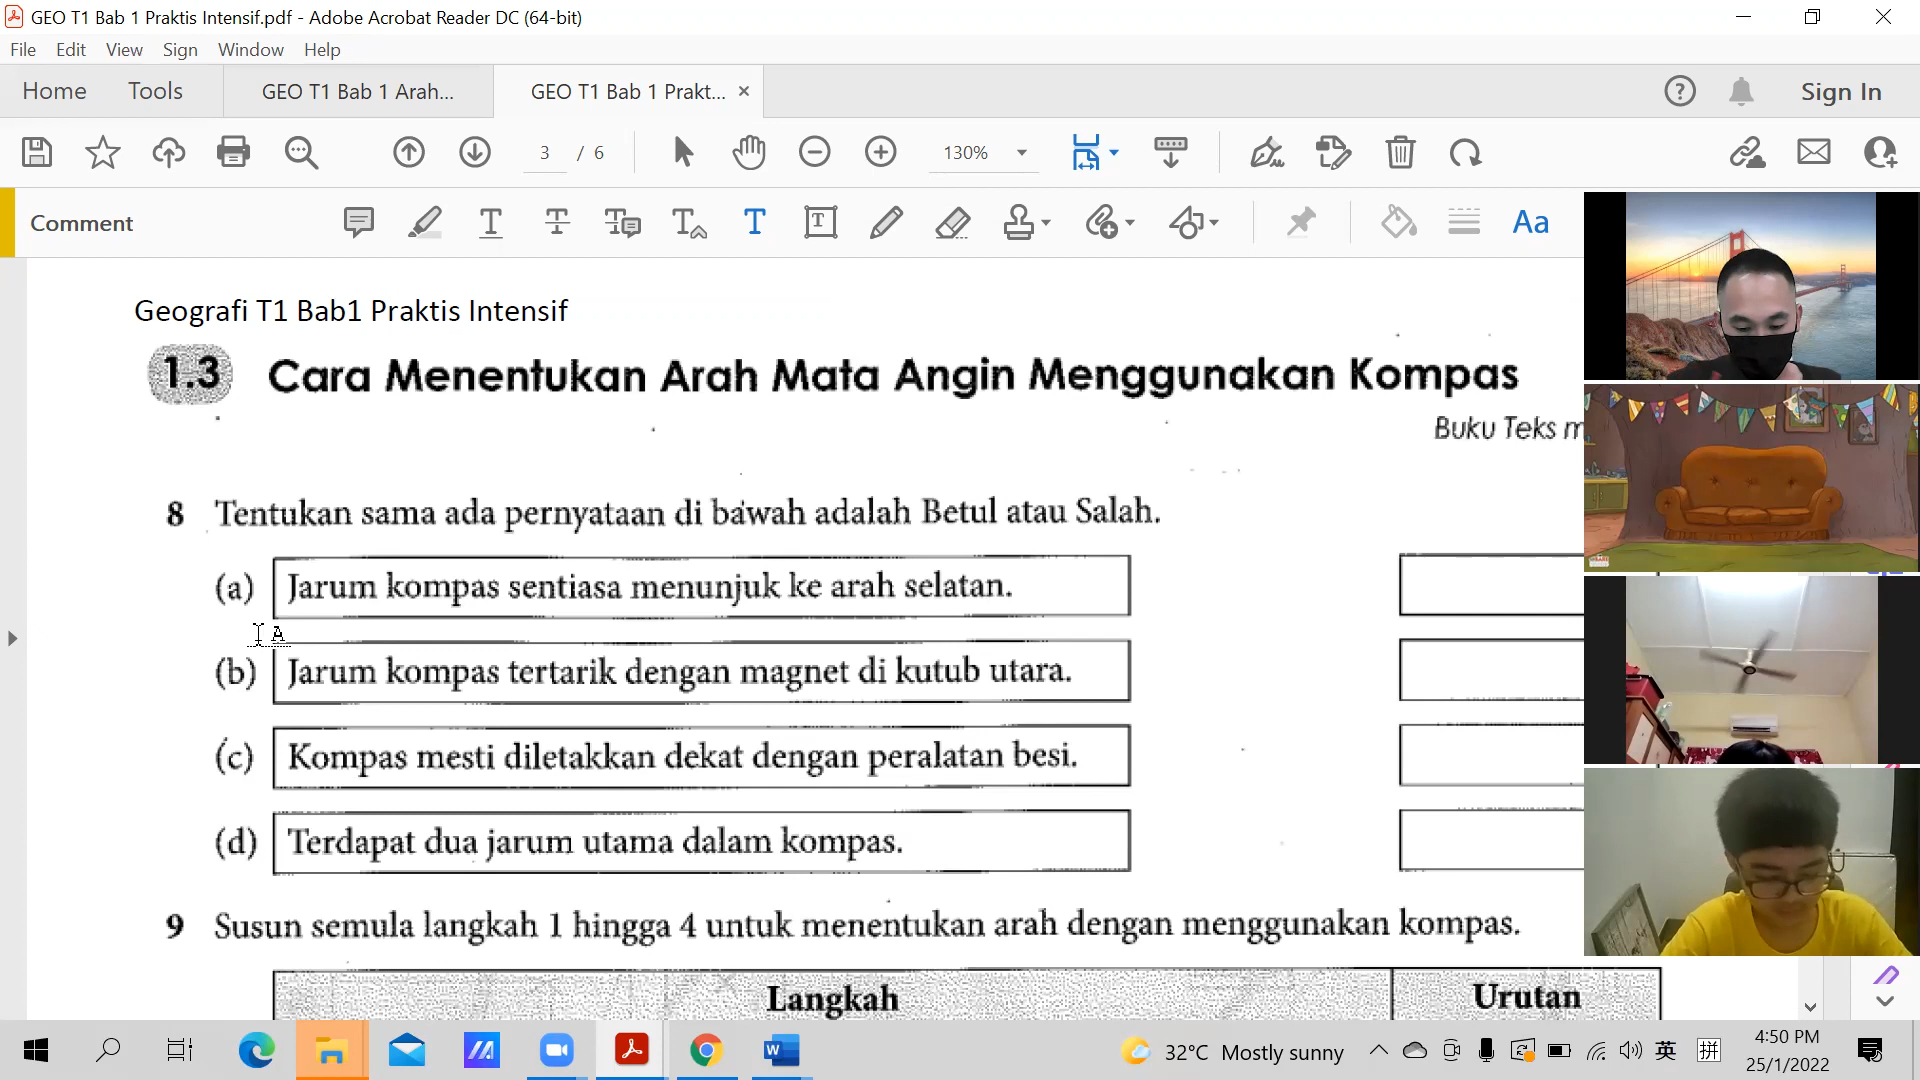 GEO T1 Bab 1 Praktis Intensif.pdf - Adobe Acrobat Reader DC (64-bit)
File Edit View Sign Window Help
Home Tools GEO T1 Bab 1 Arah... GEO T1 Bab 1 Prakt... × Sign In
3 / 6 130%
Comment Aa
Geografi T1 Bab1 Praktis Intensif
1.3 Cara Menentukan Arah Mata Angin Menggunakan Kompas
Buku Teks m
8 Tentukan sama ada pernyataan di bawah adalah Betul atau Salah.
(a) Jarum kompas sentiasa menunjuk ke arah selatan.
(b) Jarum kompas tertarik dengan magnet di kutub utara.
(c) Kompas mesti diletakkan dekat dengan peralatan besi.
(d) Terdapat dua jarum utama dalam kompas.
9 Susun semula langkah 1 hingga 4 untuk menentukan arah dengan menggunakan kompas.
Langkah Urutan
32°C Mostly sunny 英 拼 4:50 PM
25/1/2022